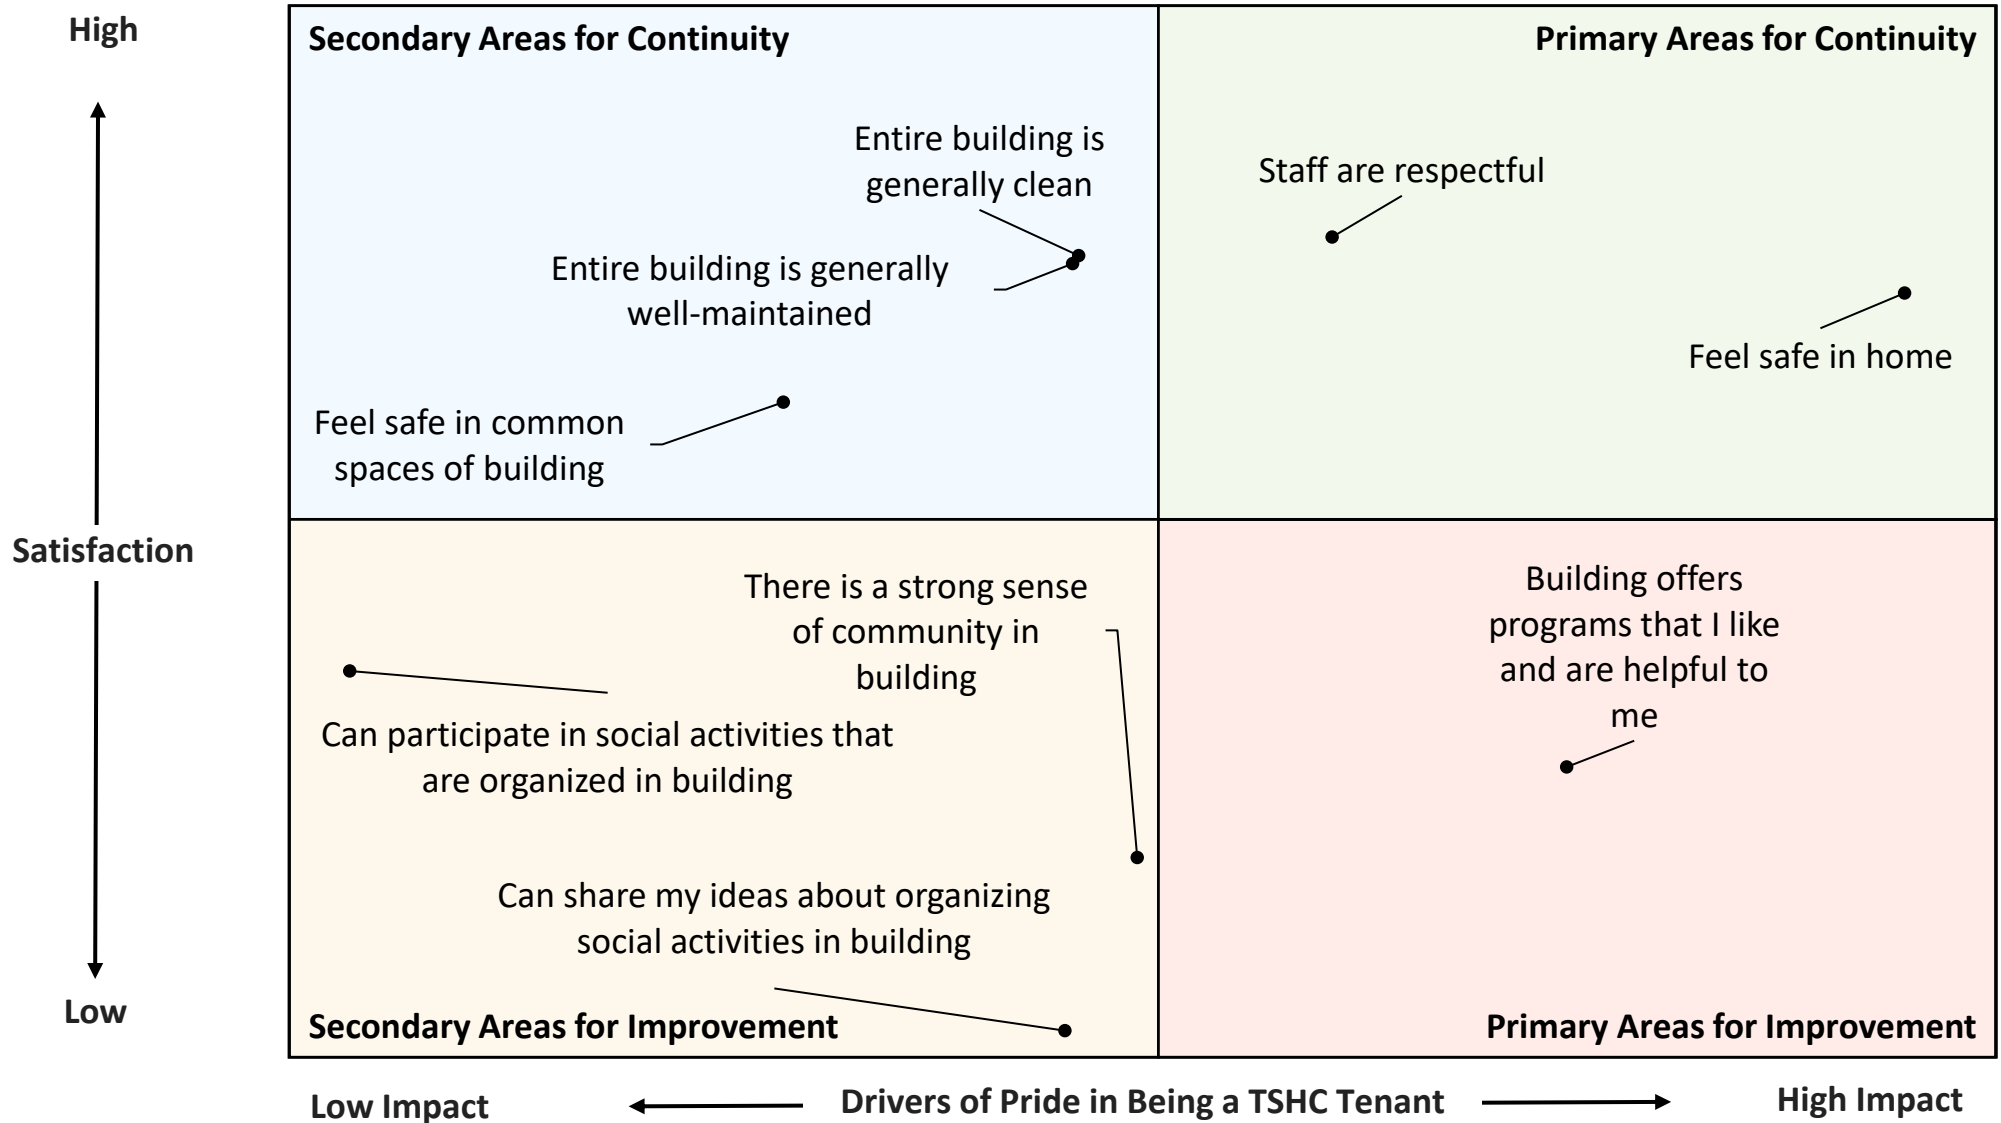 High
Secondary Areas for Continuity
Primary Areas for Continuity
Entire building is
generally clean
Staff are respectful
Entire building is generally
well-maintained
Feel safe in home
Feel safe in common
spaces of building
Satisfaction
There is a strong sense
of community in
building
Building offers
programs that I like
and are helpful to
me
Can participate in social activities that
are organized in building
Can share my ideas about organizing
social activities in building
Low
Secondary Areas for Improvement
Primary Areas for Improvement
Low Impact
Drivers of Pride in Being a TSHC Tenant
High Impact